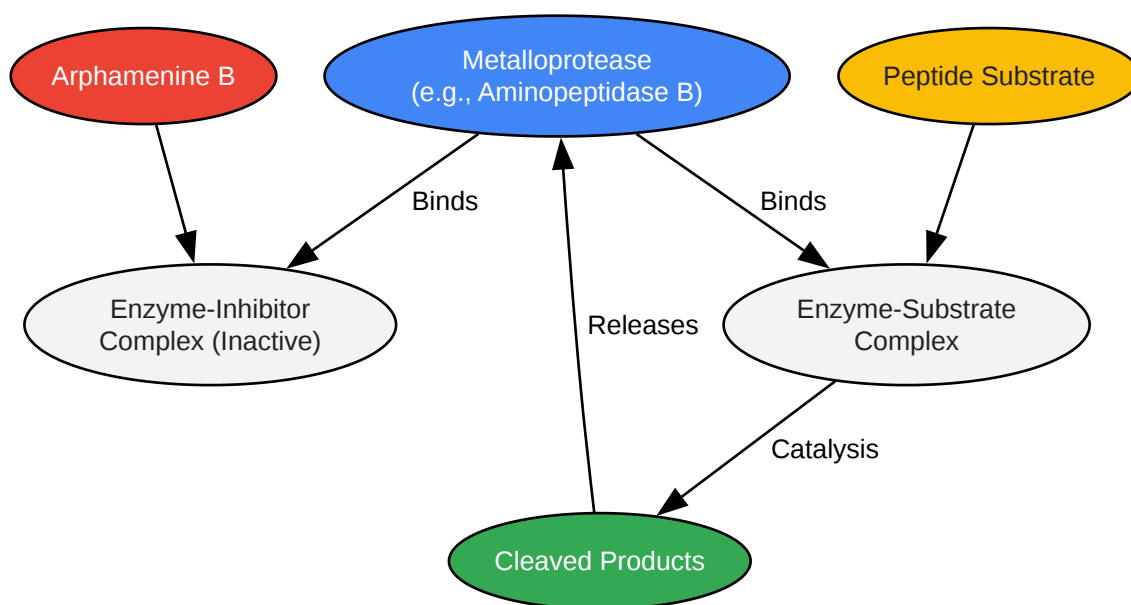 Arphamenine B
Metalloprotease
(e.g., Aminopeptidase B)
Peptide Substrate
Binds
Binds
Enzyme-Inhibitor
Complex (Inactive)
Releases
Enzyme-Substrate
Complex
Catalysis
Cleaved Products